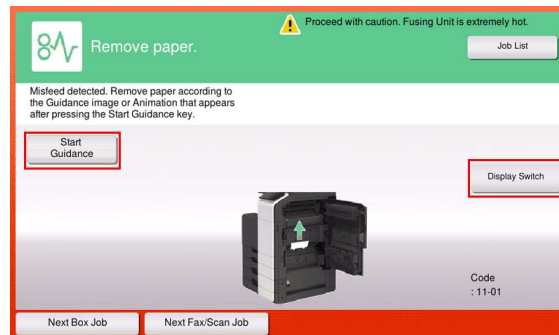 Proceed with caution. Fusing Unit is extremely hot.
Remove paper.
Job List
Misfeed detected. Remove paper according to
the Guidance image or Animation that appears
after pressing the Start Guidance key.
Start
Guidance
Display Switch
Code
: 11-01
Next Box Job
Next Fax/Scan Job